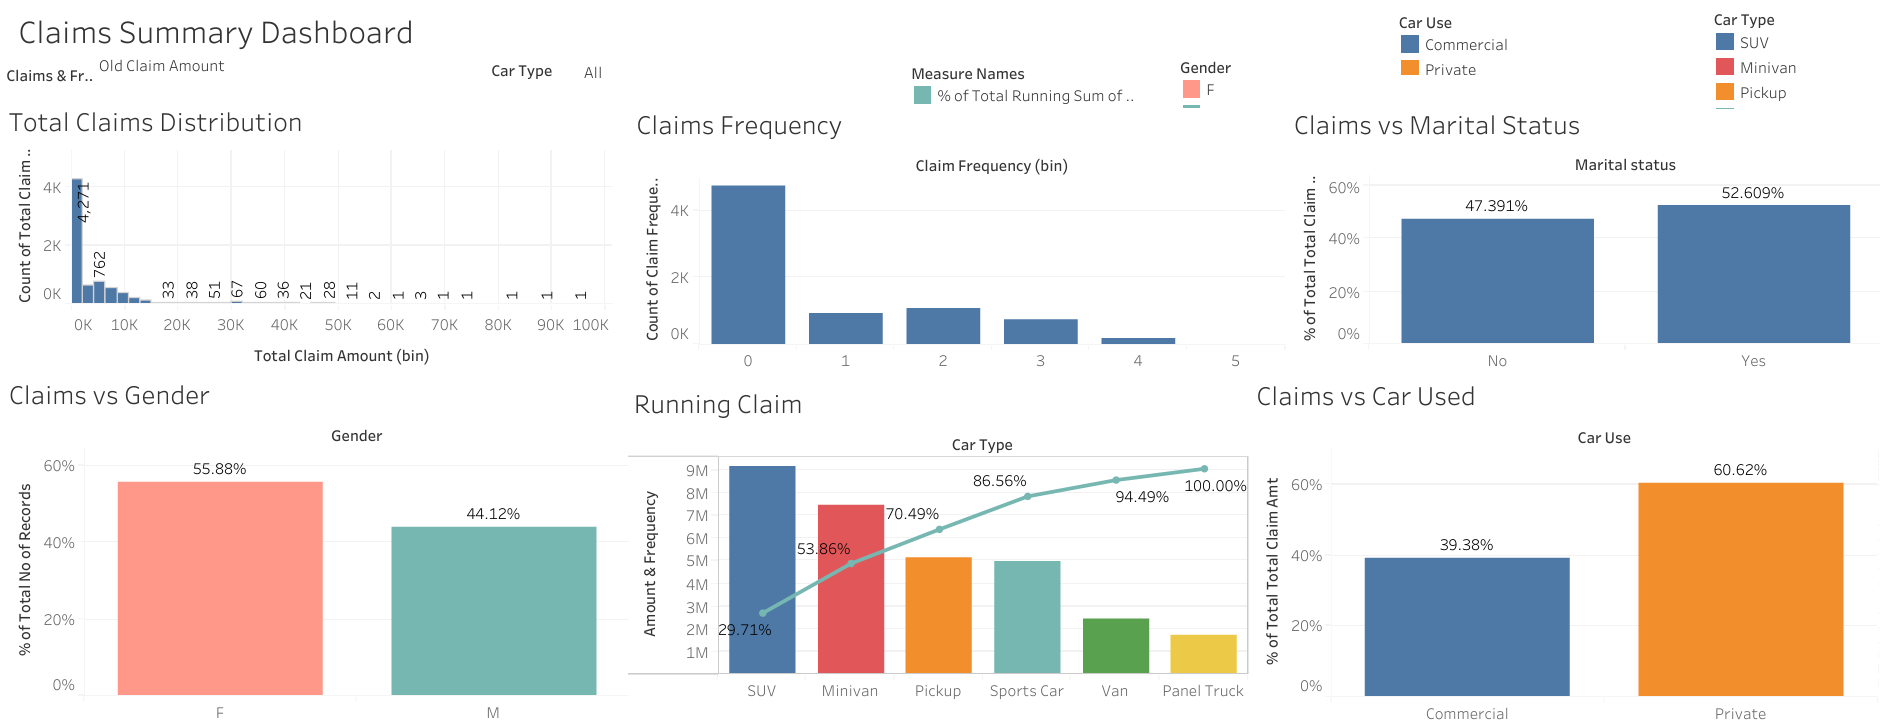 Claims Summary Dashboard
Claims & Fr..
Old Claim Amount
Car Type
All
Measure Names
% of Total Running Sum of ..
Gender
F
Car Use
Commercial
Private
Car Type
SUV
Minivan
Pickup
Total Claims Distribution
Count of Total Claim ..
4K
2K
0K
4,271
762
33
38
51
67
60
36
21
28
11
2
1
3
1
1
1
1
1
0K
10K
20K
30K
40K
50K
60K
70K
80K
90K
100K
Total Claim Amount (bin)
Claims Frequency
Claim Frequency (bin)
Count of Claim Freque..
4K
2K
0K
0
1
2
3
4
5
Claims vs Marital Status
Marital status
% of Total Total Claim ..
60%
40%
20%
0%
47.391%
52.609%
No
Yes
Claims vs Gender
Gender
% of Total No of Records
60%
40%
20%
0%
55.88%
44.12%
F
M
Running Claim
Car Type
Amount & Frequency
9M
8M
7M
6M
5M
4M
3M
2M
1M
29.71%
53.86%
70.49%
86.56%
94.49%
100.00%
SUV
Minivan
Pickup
Sports Car
Van
Panel Truck
Claims vs Car Used
Car Use
% of Total Total Claim Amt
60%
40%
20%
0%
39.38%
60.62%
Commercial
Private